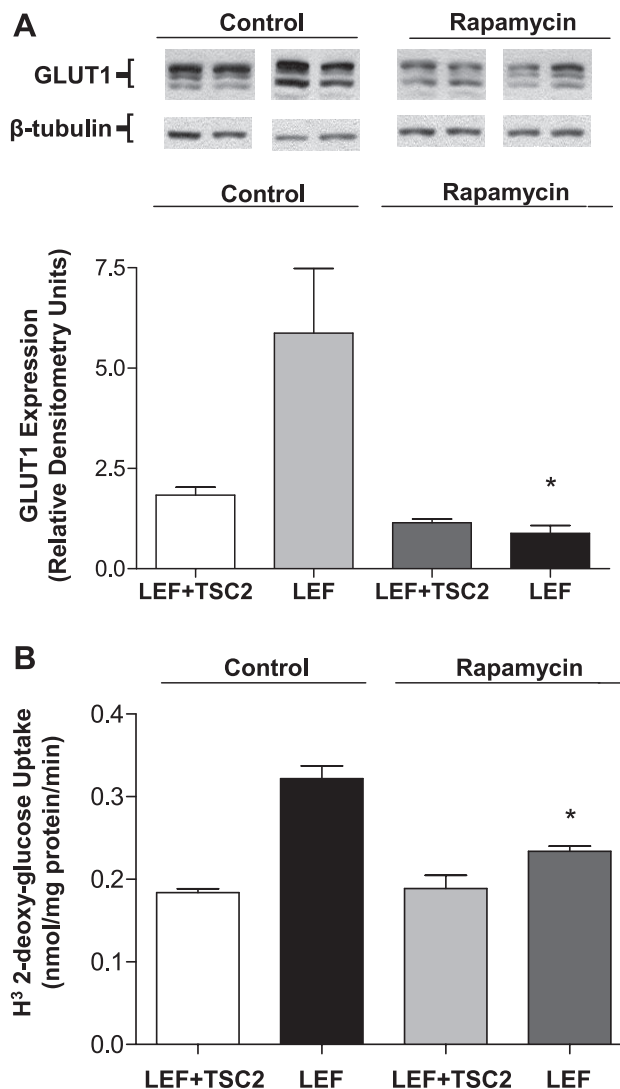 A
Control Rapamycin
GLUT1
β-tubulin
Control Rapamycin
GLUT1 Expression
(Relative Densitometry Units)
7.5
5.0
2.5
0.0
*
LEF+TSC2 LEF LEF+TSC2 LEF
B
Control Rapamycin
H³ 2-deoxy-glucose Uptake
(nmol/mg protein/min)
0.4
0.3
0.2
0.1
0.0
*
LEF+TSC2 LEF LEF+TSC2 LEF